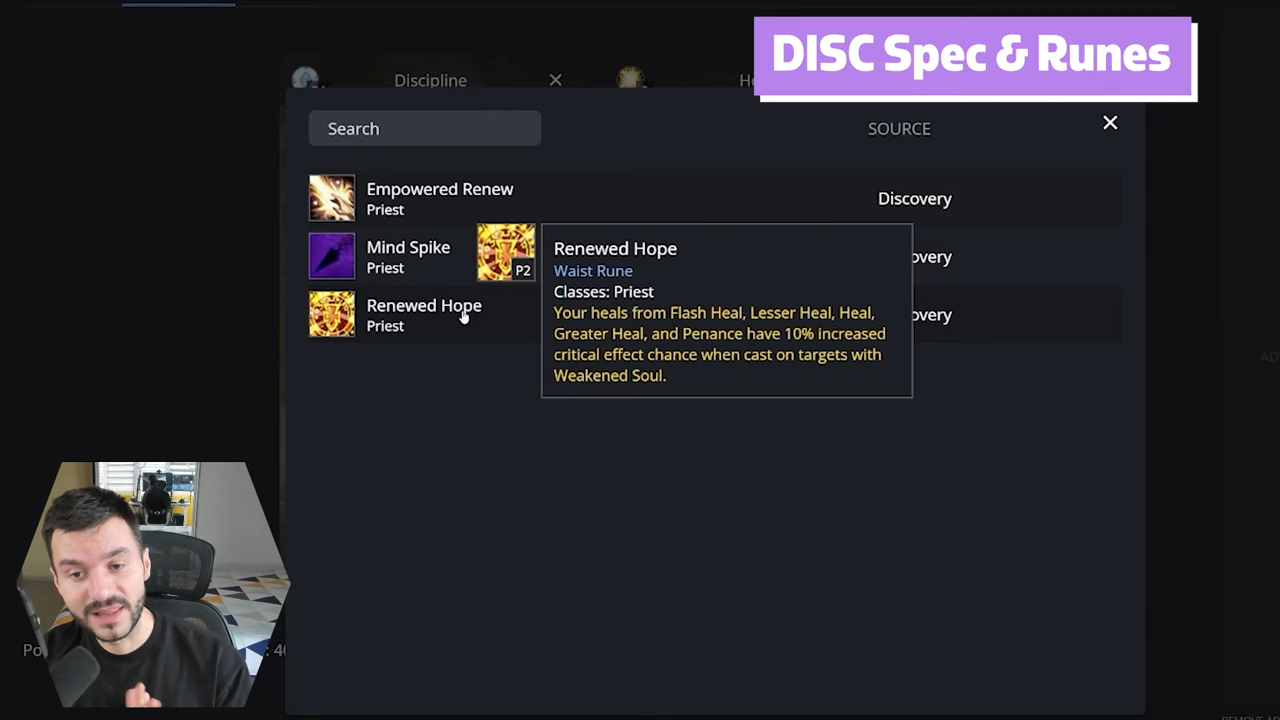 DISC Spec & Runes
Discipline
Search
SOURCE
Empowered Renew
Priest
Discovery
Mind Spike
Priest
P2
Renewed Hope
Priest
Renewed Hope
Waist Rune
Classes: Priest
Your heals from Flash Heal, Lesser Heal, Heal,
Greater Heal, and Penance have 10% increased
critical effect chance when cast on targets with
Weakened Soul.
overy
overy